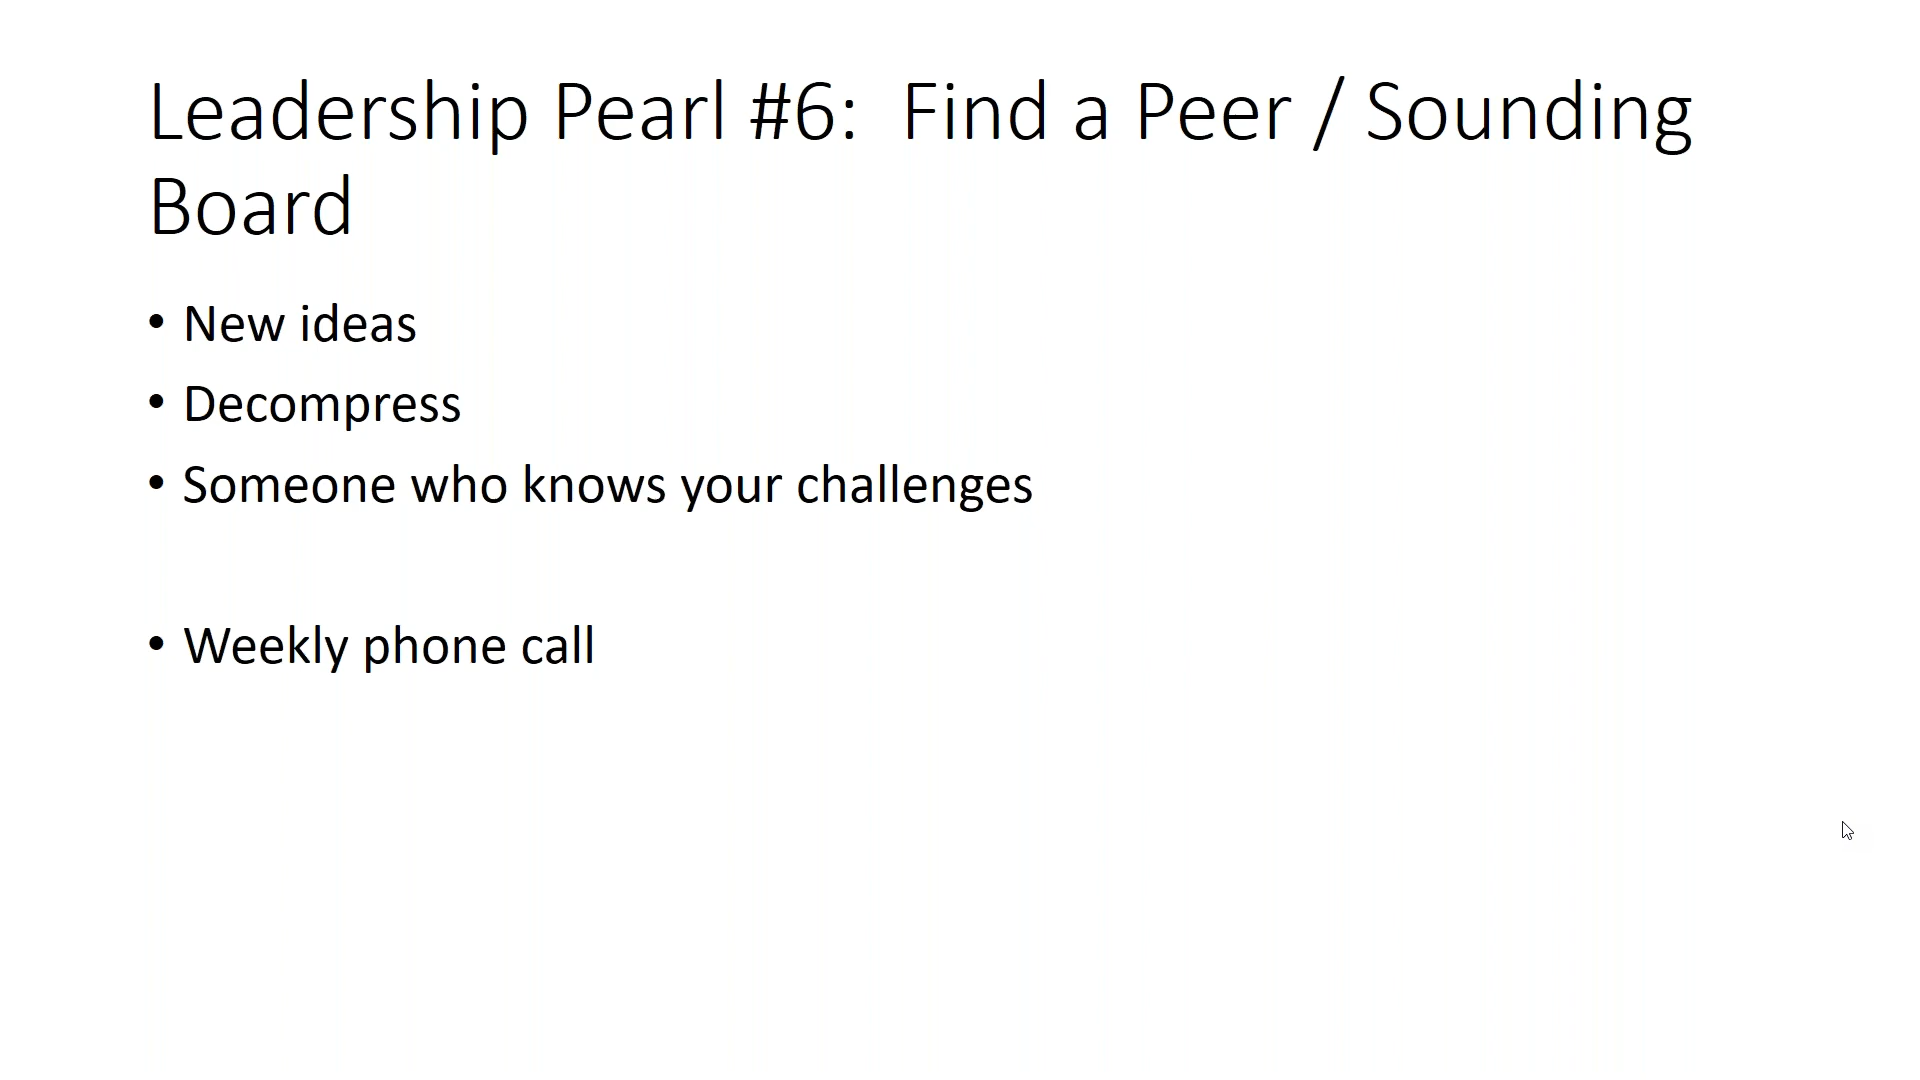 Leadership Pearl #6:  Find a Peer / Sounding
Board
• New ideas
• Decompress
• Someone who knows your challenges
• Weekly phone call